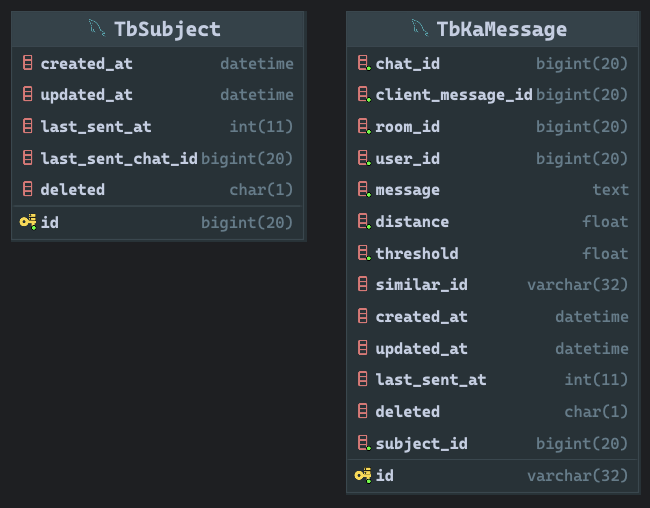 TbSubject
created_at datetime
updated_at datetime
last_sent_at int(11)
last_sent_chat_id bigint(20)
deleted char(1)
id bigint(20)
TbKaMessage
chat_id bigint(20)
client_message_id bigint(20)
room_id bigint(20)
user_id bigint(20)
message text
distance float
threshold float
similar_id varchar(32)
created_at datetime
updated_at datetime
last_sent_at int(11)
deleted char(1)
subject_id bigint(20)
id varchar(32)